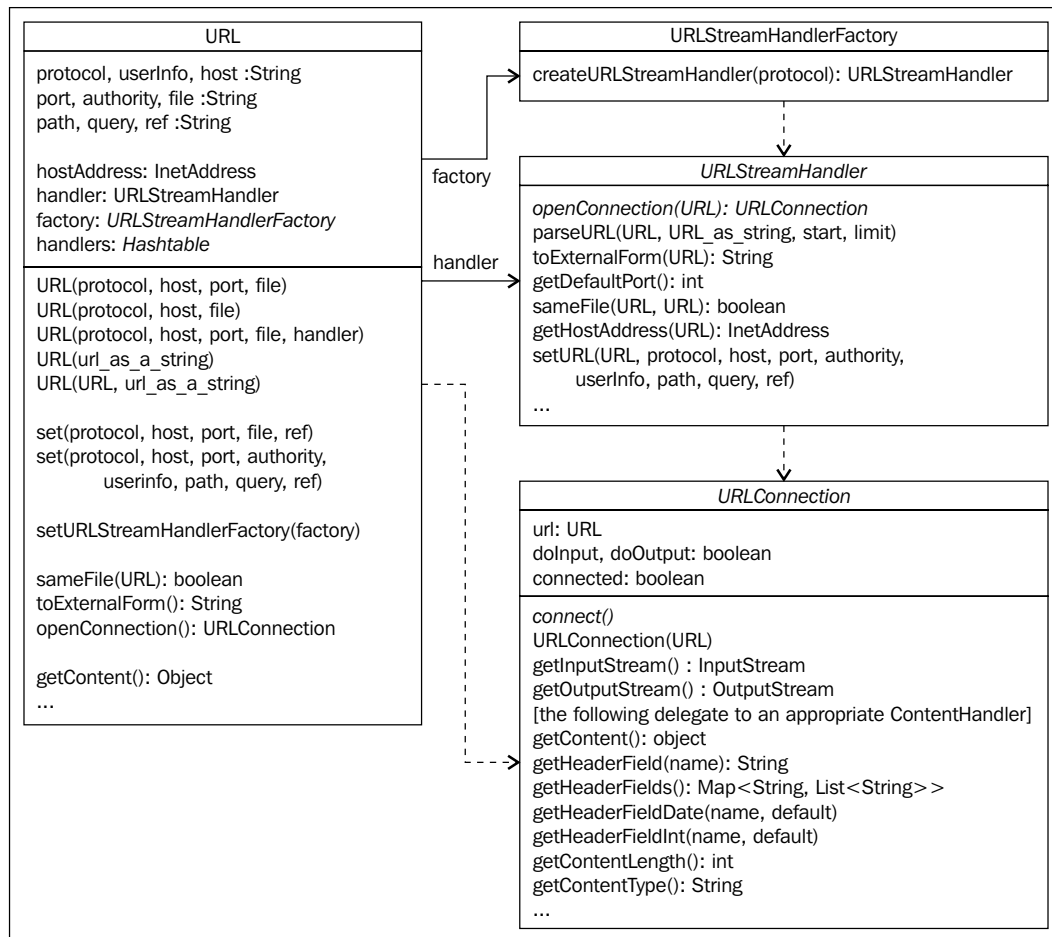 URL
protocol, userInfo, host :String
port, authority, file :String
path, query, ref :String
hostAddress: InetAddress
handler: URLStreamHandler
factory: URLStreamHandlerFactory
handlers: Hashtable
URL(protocol, host, port, file)
URL(protocol, host, file)
URL(protocol, host, port, file, handler)
URL(url_as_a_string)
URL(URL, url_as_a_string)
set(protocol, host, port, file, ref)
set(protocol, host, port, authority,
userinfo, path, query, ref)
setURLStreamHandlerFactory(factory)
sameFile(URL): boolean
toExternalForm(): String
openConnection(): URLConnection
getContent(): Object
...
factory
handler
URLStreamHandlerFactory
createURLStreamHandler(protocol): URLStreamHandler
URLStreamHandler
openConnection(URL): URLConnection
parseURL(URL, URL_as_string, start, limit)
toExternalForm(URL): String
getDefaultPort(): int
sameFile(URL, URL): boolean
getHostAddress(URL): InetAddress
setURL(URL, protocol, host, port, authority,
userInfo, path, query, ref)
...
URLConnection
url: URL
doInput, doOutput: boolean
connected: boolean
connect()
URLConnection(URL)
getInputStream() : InputStream
getOutputStream() : OutputStream
[the following delegate to an appropriate ContentHandler]
getContent(): object
getHeaderField(name): String
getHeaderFields(): Map<String, List<String>>
getHeaderFieldDate(name, default)
getHeaderFieldInt(name, default)
getContentLength(): int
getContentType(): String
...